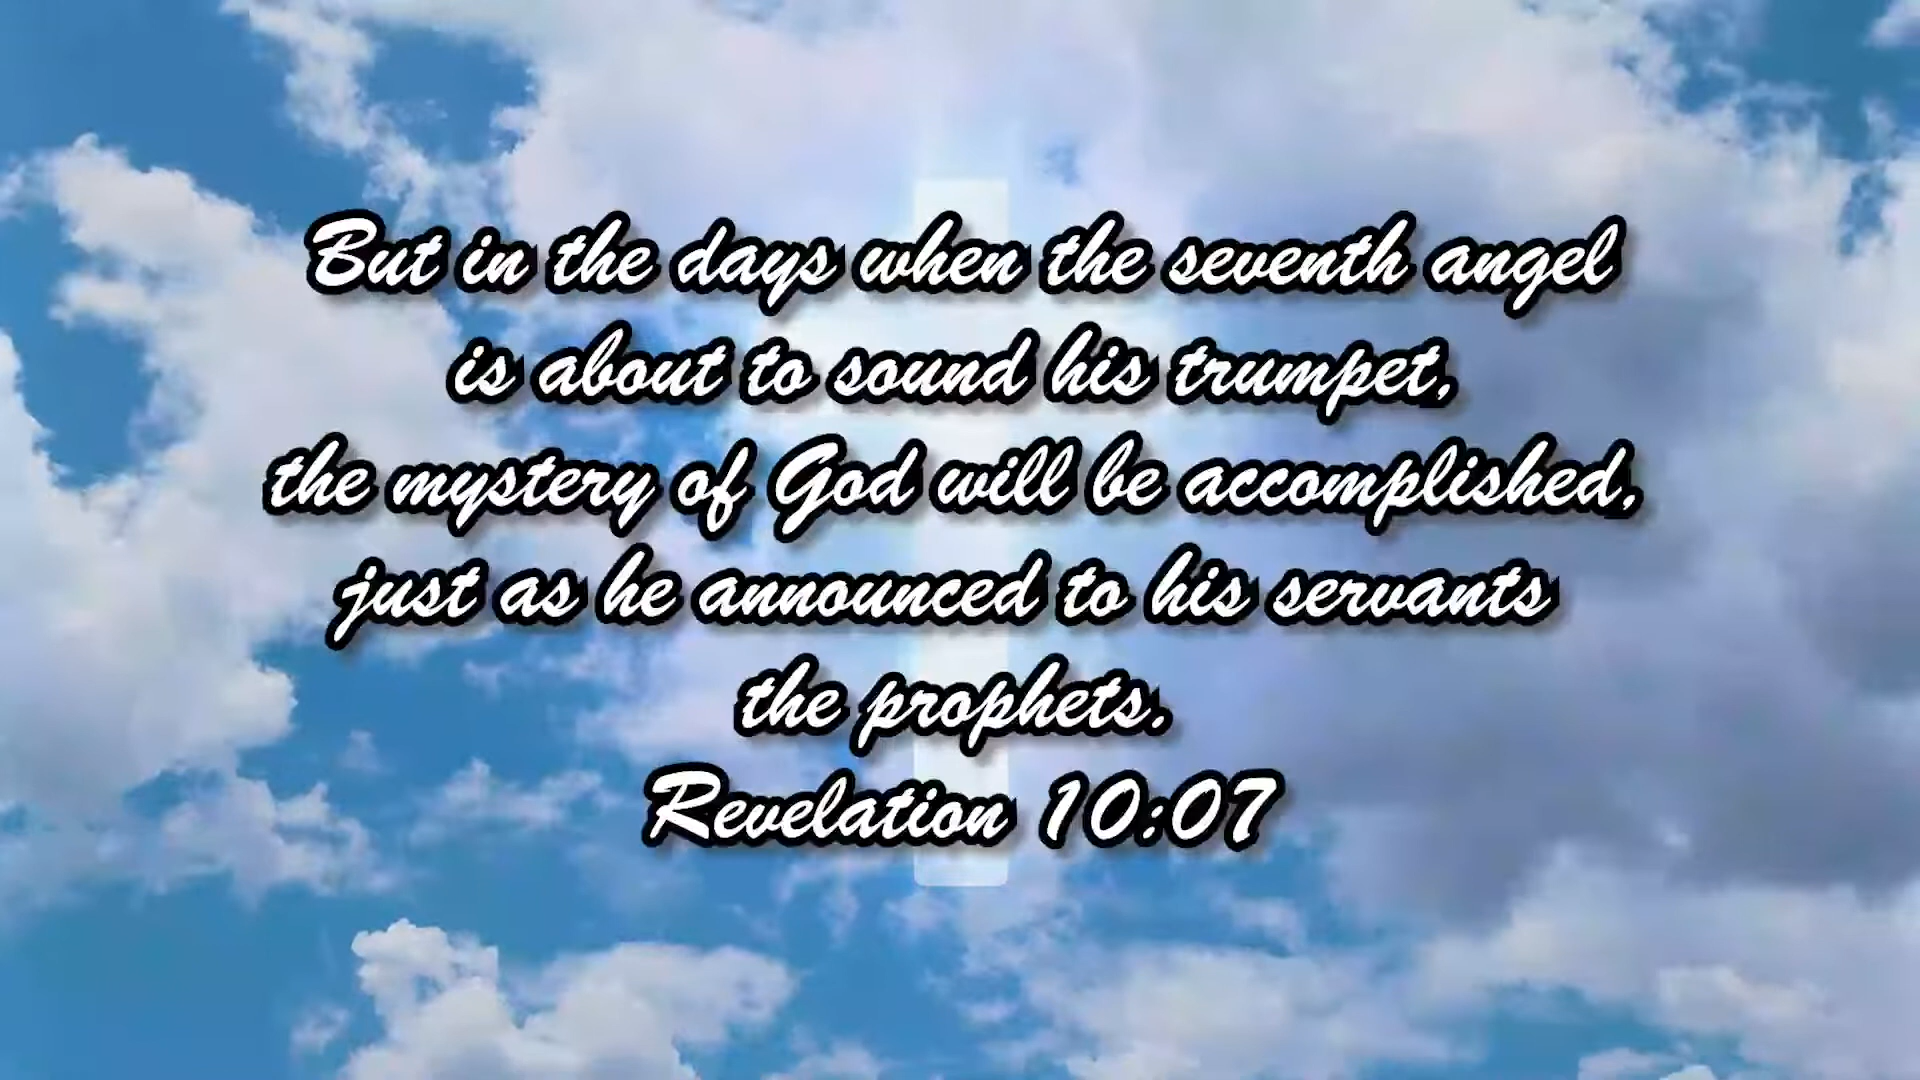 But in the days when the seventh angel
is about to sound his trumpet,
the mystery of God will be accomplished,
just as he announced to his servants
the prophets.
Revelation 10:07